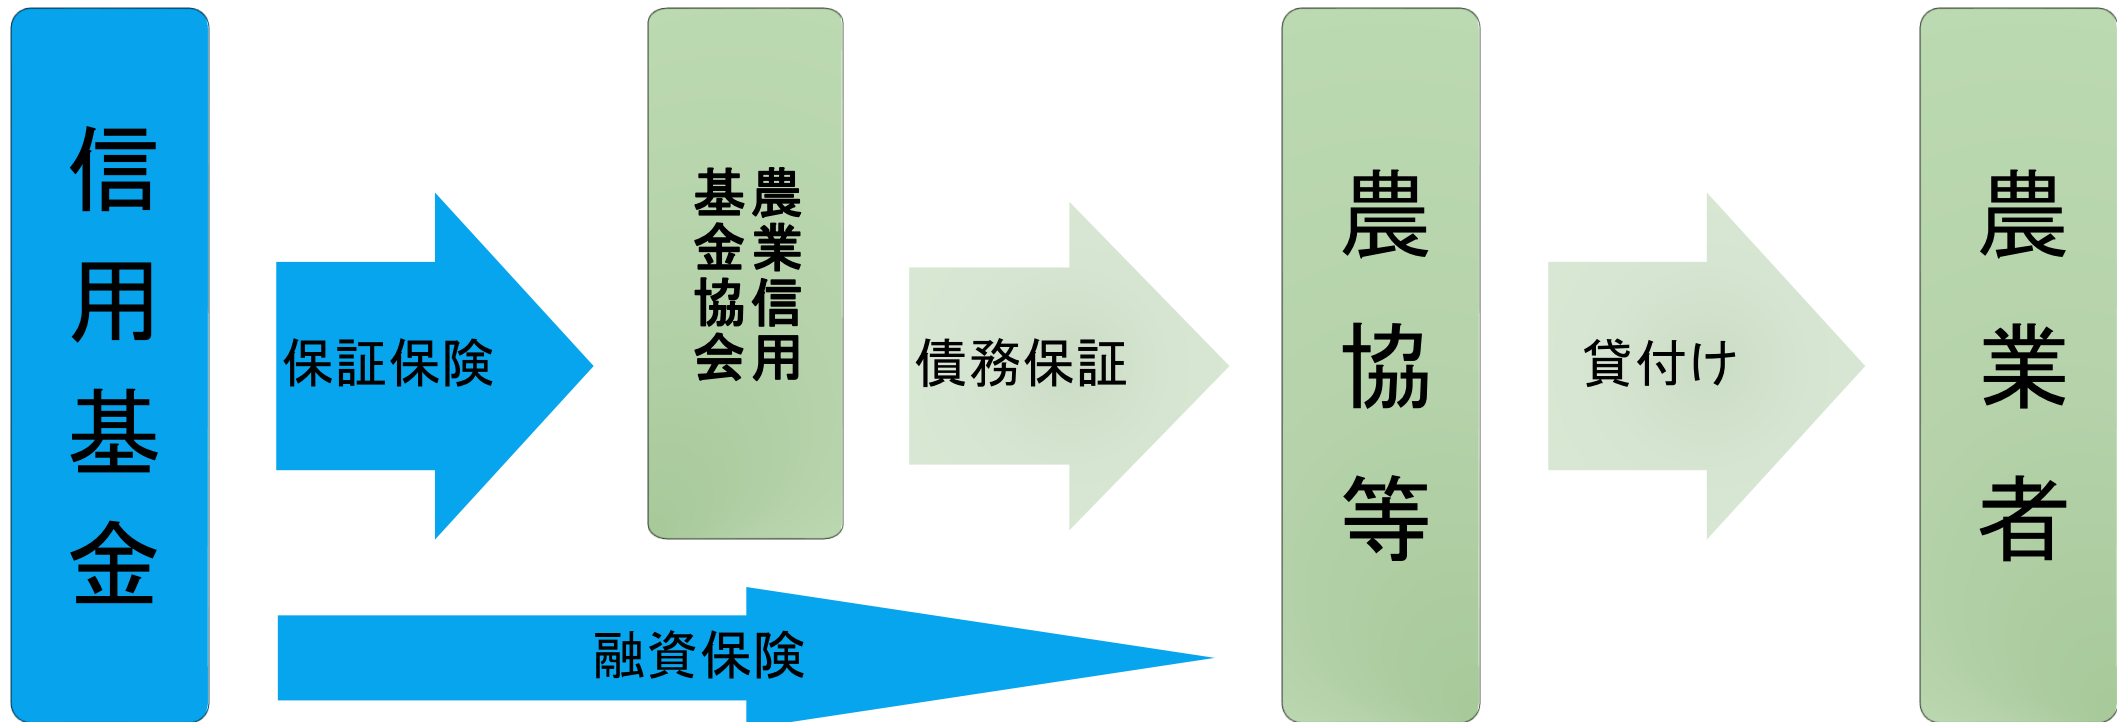 信用基金
保証保険
農業信用
基金協会
債務保証
農協等
貸付け
農業者
融資保険